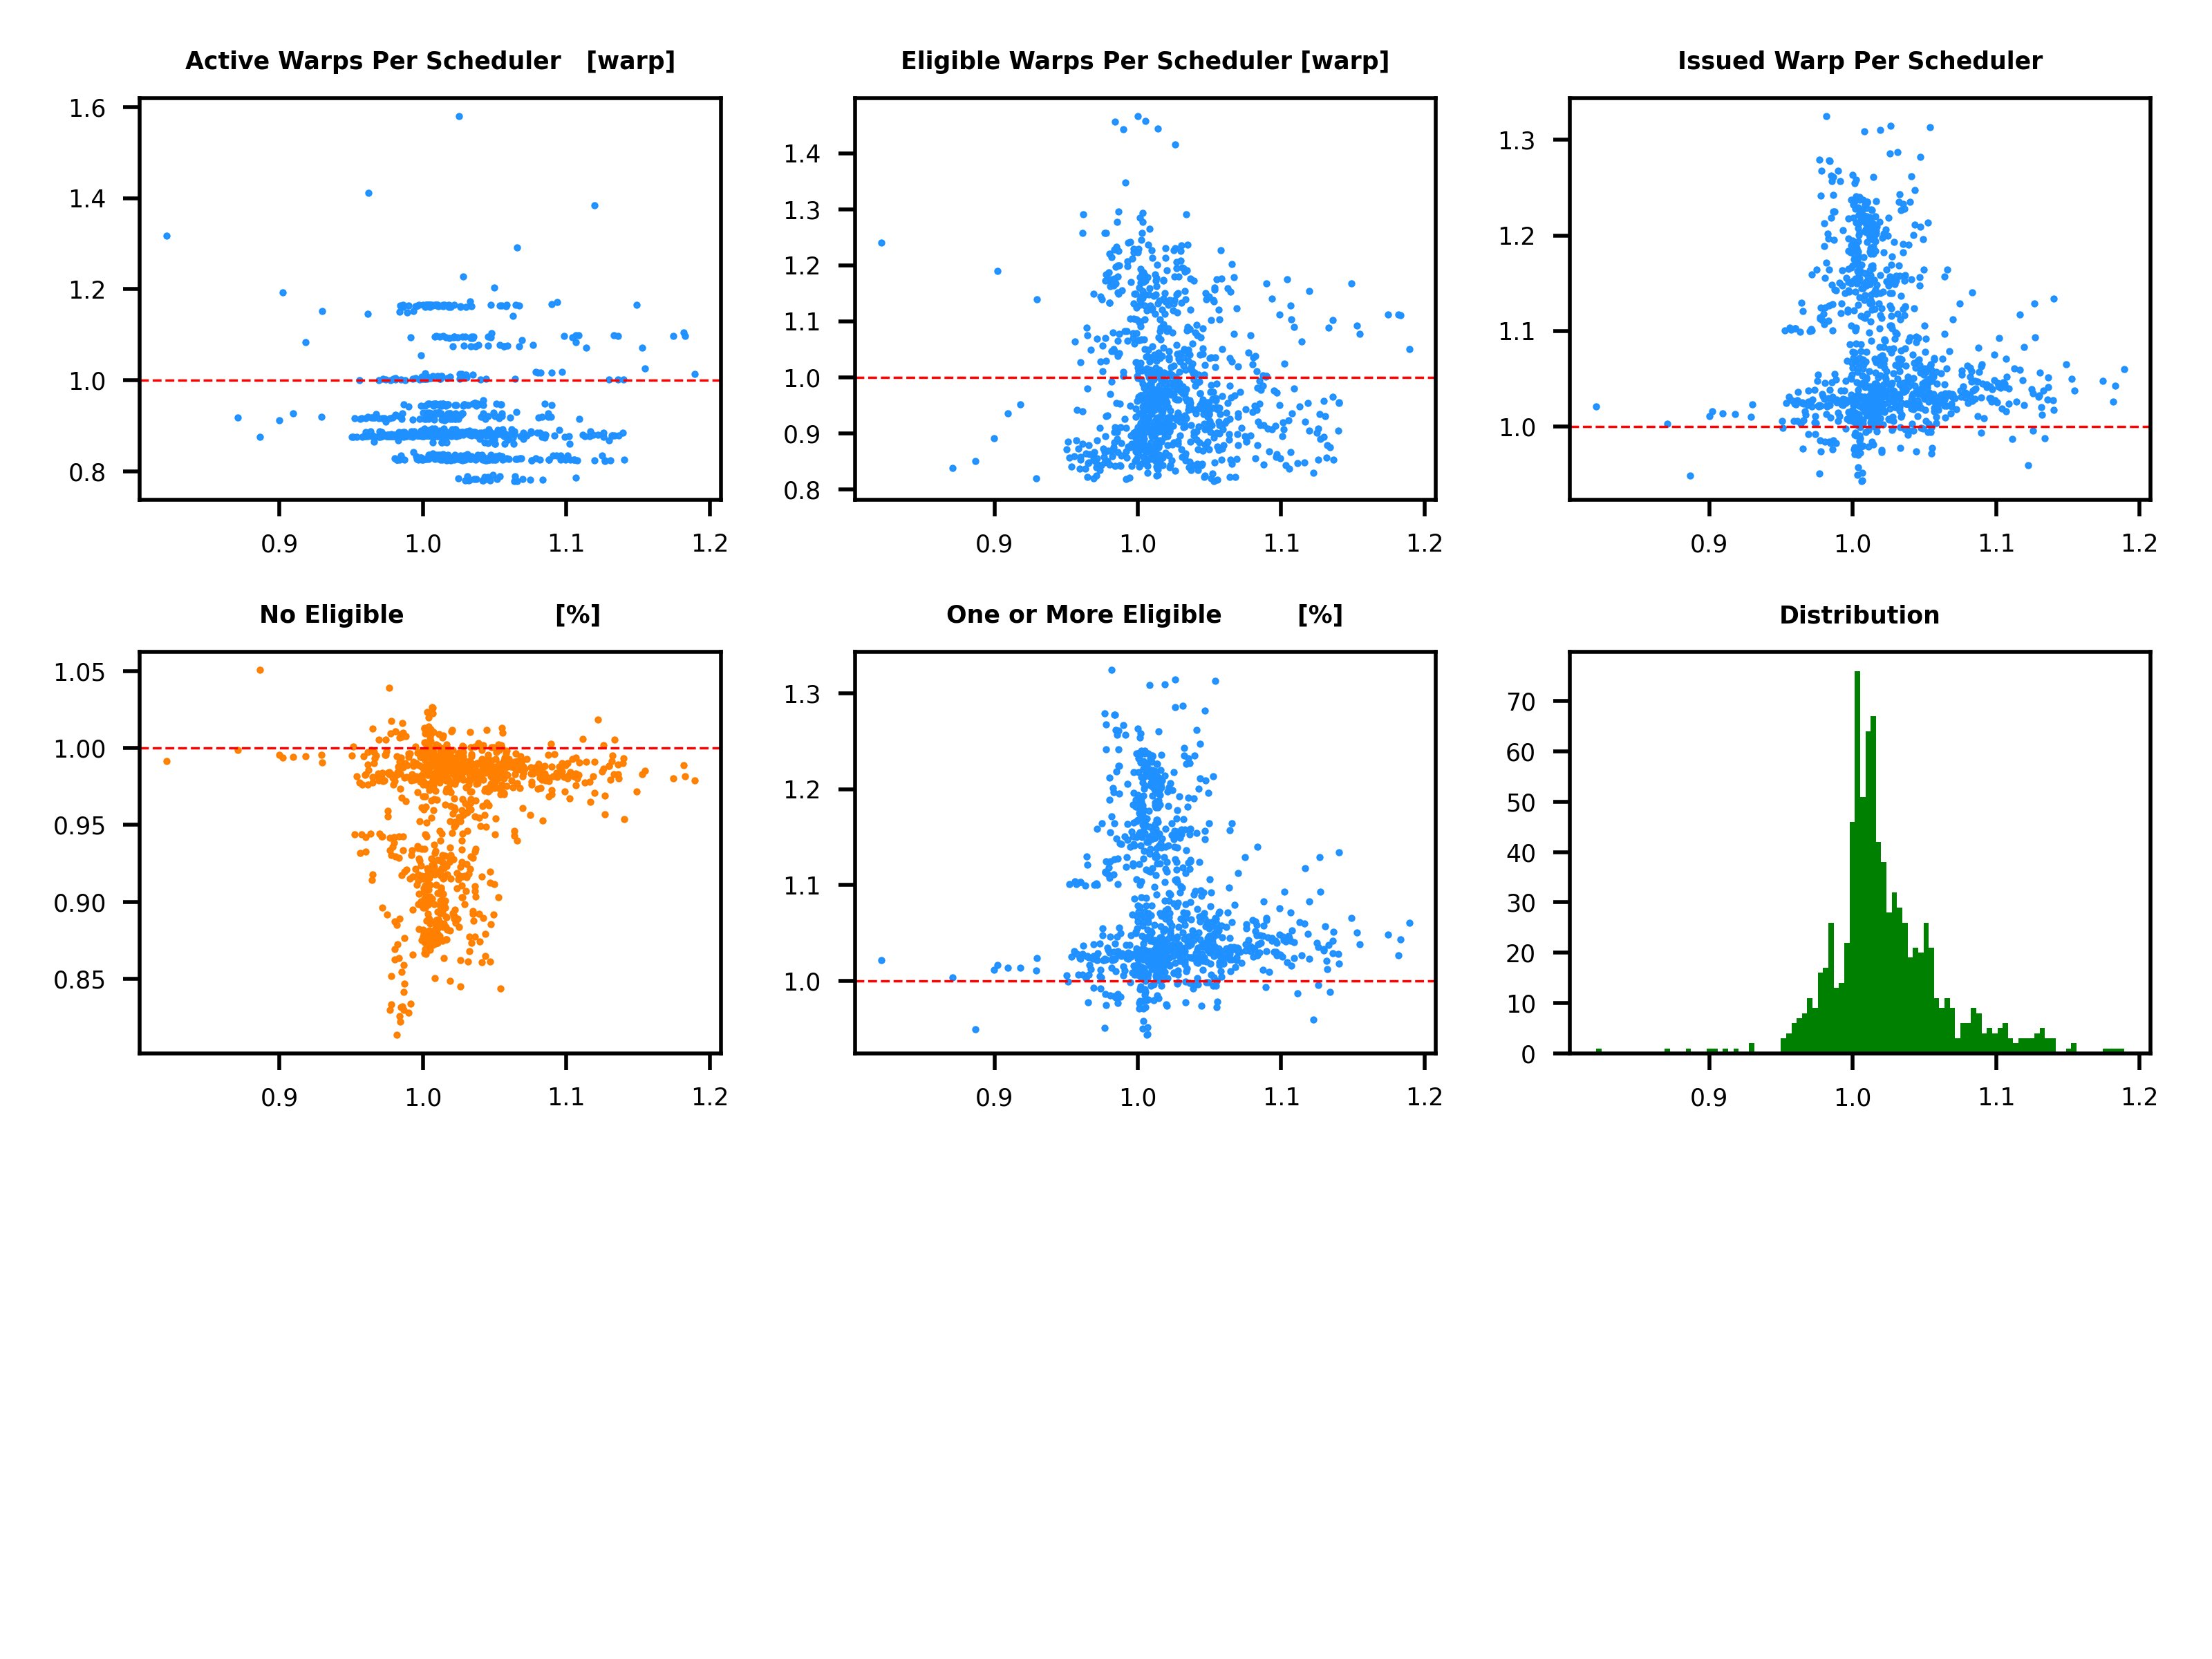 Active Warps Per Scheduler [warp]
1.6
1.4
1.2
1.0
0.8
0.9 1.0 1.1 1.2
Eligible Warps Per Scheduler [warp]
1.4
1.3
1.2
1.1
1.0
0.9
0.8
0.9 1.0 1.1 1.2
Issued Warp Per Scheduler
1.3
1.2
1.1
1.0
0.9 1.0 1.1 1.2
No Eligible [%]
1.05
1.00
0.95
0.90
0.85
0.9 1.0 1.1 1.2
One or More Eligible [%]
1.3
1.2
1.1
1.0
0.9 1.0 1.1 1.2
Distribution
70
60
50
40
30
20
10
0
0.9 1.0 1.1 1.2